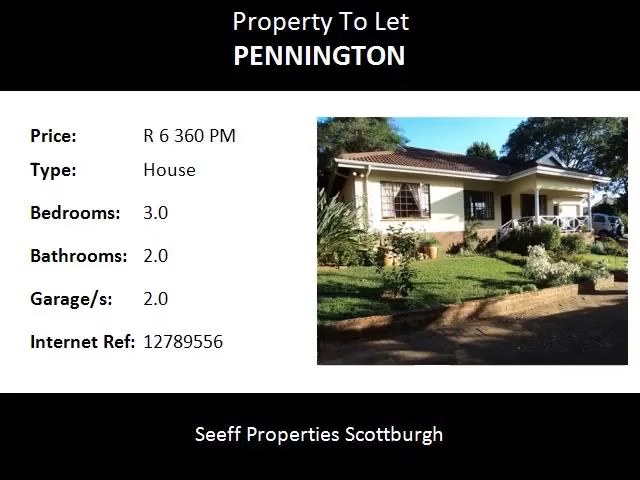 Property To Let
PENNINGTON
Price: R 6 360 PM
Type: House
Bedrooms: 3.0
Bathrooms: 2.0
Garage/s: 2.0
Internet Ref: 12789556
Seeff Properties Scottburgh